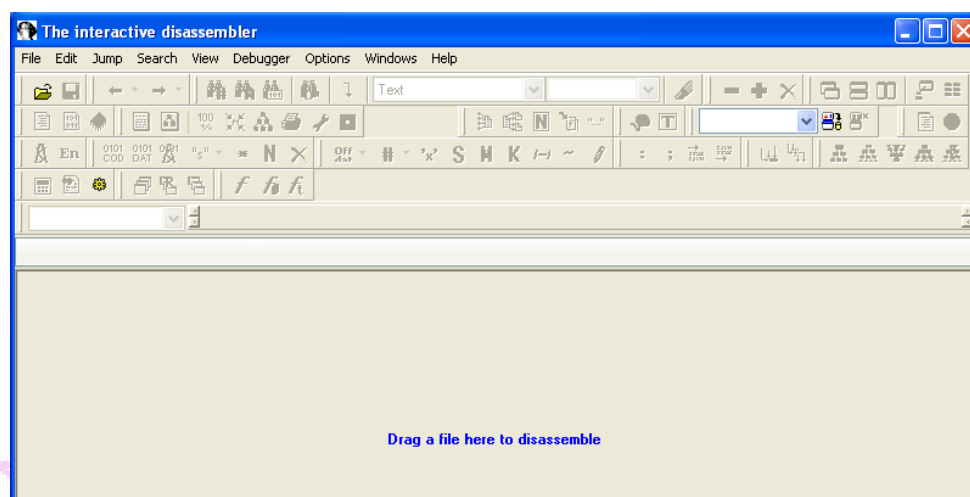 The interactive disassembler
File Edit Jump Search View Debugger Options Windows Help
Text
En "s" N Off 'x' S M K
Drag a file here to disassemble